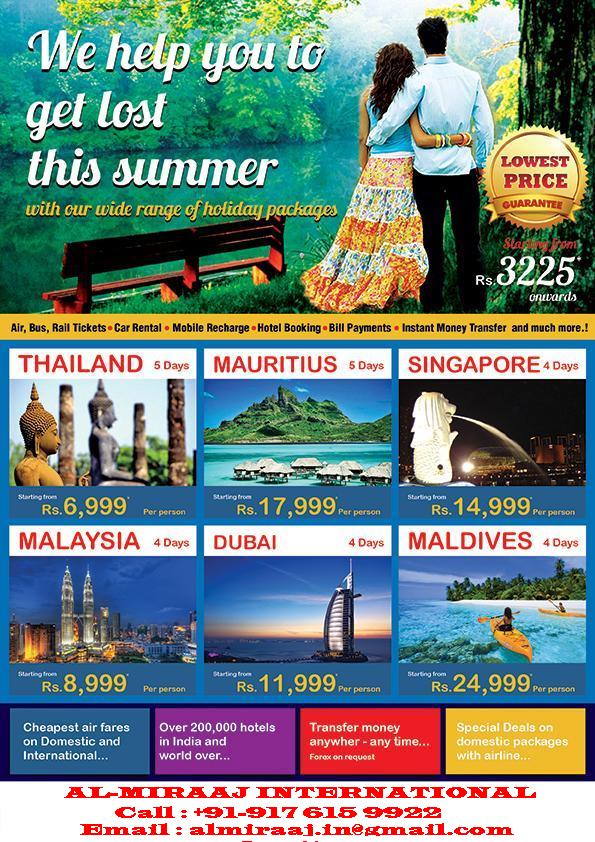 We help you to
get lost
this summer
with our wide range of holiday packages
LOWEST
PRICE
GUARANTEE
Starting from
Rs.3225*
onwards
Air, Bus, Rail Tickets • Car Rental • Mobile Recharge • Hotel Booking • Bill Payments • Instant Money Transfer and much more.!
THAILAND 5 Days
Starting from
Rs.6,999* Per person
MAURITIUS 5 Days
Starting from
Rs.17,999* Per person
SINGAPORE 4 Days
Starting from
Rs.14,999* Per person
MALAYSIA 4 Days
Starting from
Rs.8,999* Per person
DUBAI 4 Days
Starting from
Rs.11,999* Per person
MALDIVES 4 Days
Starting from
Rs.24,999* Per person
Cheapest air fares
on Domestic and
International...
Over 200,000 hotels
in India and
world over...
Transfer money
anywher - any time...
Forex on request
Special Deals on
domestic packages
with airline...
AL-MIRAAJ INTERNATIONAL
Call : +91-917 615 9922
Email : almiraaj.in@gmail.com